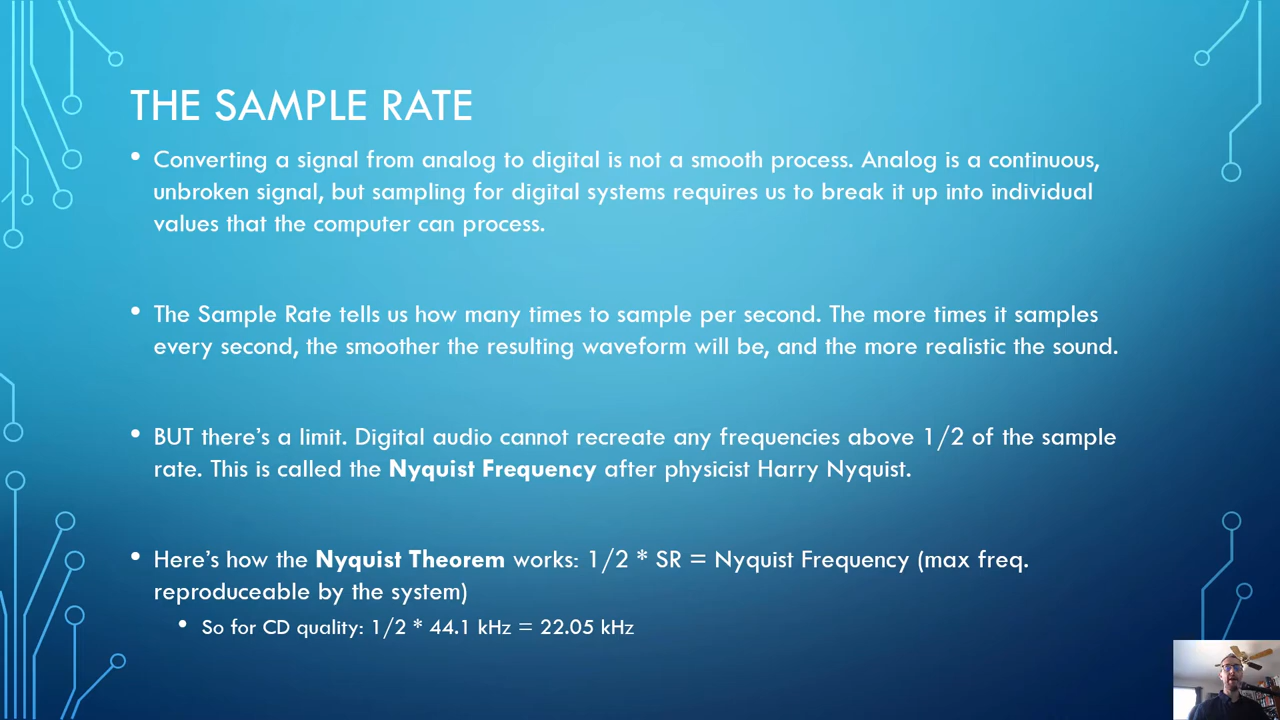 THE SAMPLE RATE
• Converting a signal from analog to digital is not a smooth process. Analog is a continuous,
unbroken signal, but sampling for digital systems requires us to break it up into individual
values that the computer can process.
• The Sample Rate tells us how many times to sample per second. The more times it samples
every second, the smoother the resulting waveform will be, and the more realistic the sound.
• BUT there's a limit. Digital audio cannot recreate any frequencies above 1/2 of the sample
rate. This is called the Nyquist Frequency after physicist Harry Nyquist.
• Here's how the Nyquist Theorem works: 1/2 * SR = Nyquist Frequency (max freq.
reproduceable by the system)
• So for CD quality: 1/2 * 44.1 kHz = 22.05 kHz